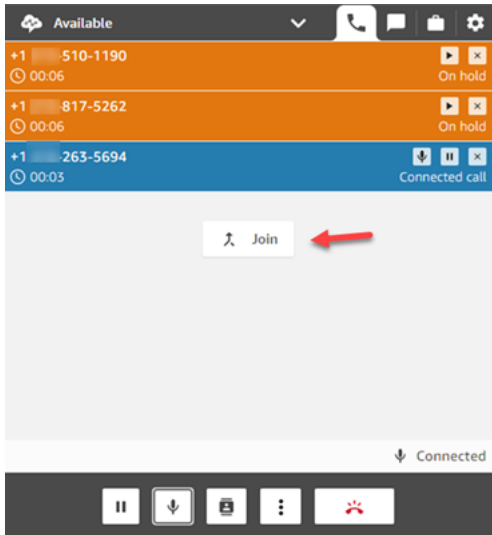 Available
+1 -510-1190
00:06
On hold
+1 -817-5262
00:06
On hold
+1 -263-5694
00:03
Connected call
Join
Connected